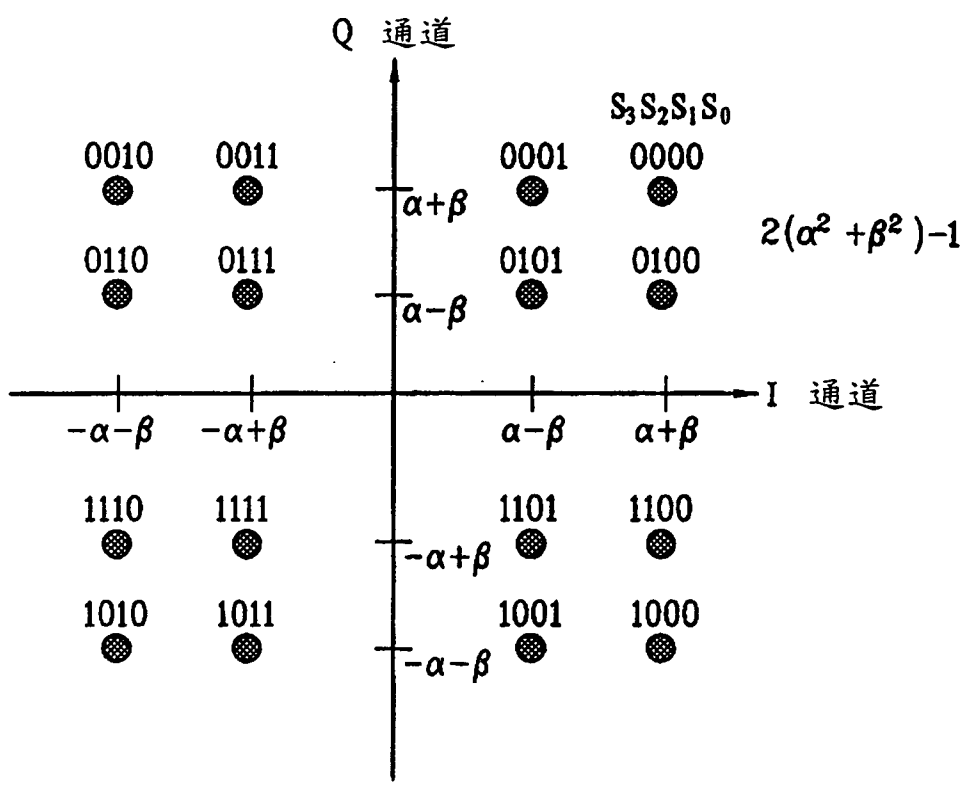 Q 通道
S₃S₂S₁S₀
0010 0011 0001 0000
α+β
2(α² +β² )-1
0110 0111 0101 0100
α-β
I 通道
-α-β -α+β α-β α+β
1110 1111 1101 1100
-α+β
1010 1011 1001 1000
-α-β